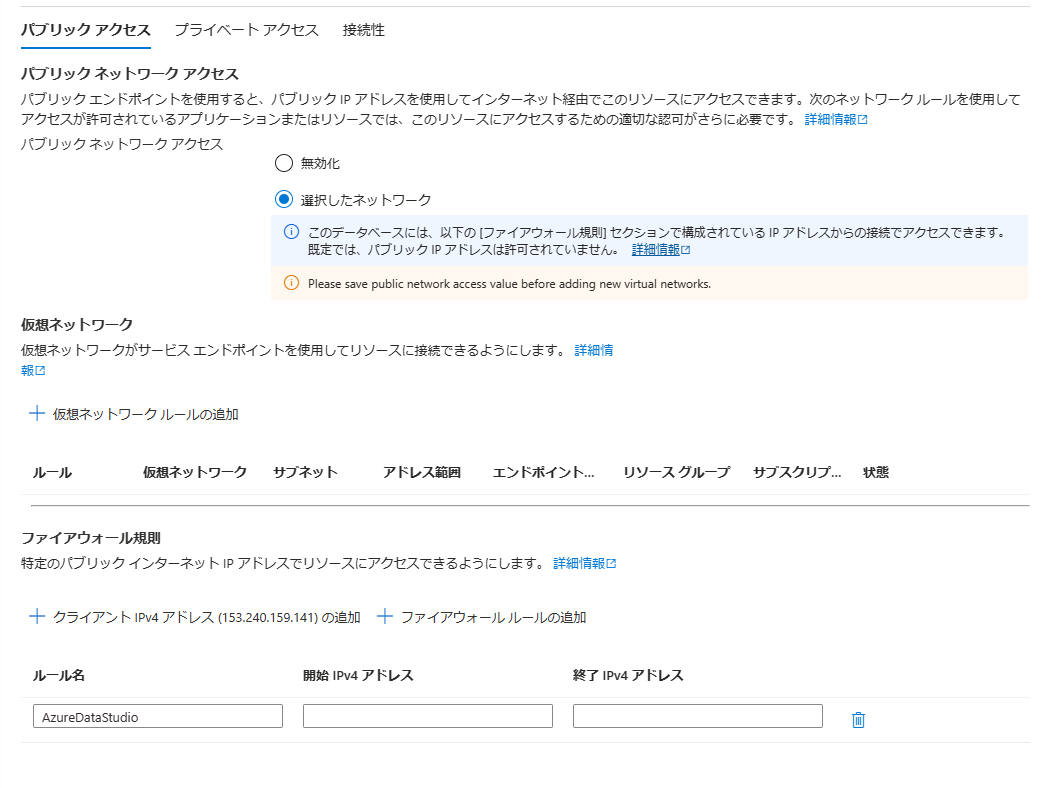 パブリック アクセス プライベート アクセス 接続性
パブリック ネットワーク アクセス
パブリック エンドポイントを使用すると、パブリック IP アドレスを使用してインターネット経由でこのリソースにアクセスできます。次のネットワーク ルールを使用して
アクセスが許可されているアプリケーションまたはリソースでは、このリソースにアクセスするための適切な認可がさらに必要です。 詳細情報
パブリック ネットワーク アクセス
無効化
選択したネットワーク
このデータベースには、以下の [ファイアウォール規則] セクションで構成されている IP アドレスからの接続でアクセスできます。
既定では、パブリック IP アドレスは許可されていません。 詳細情報
Please save public network access value before adding new virtual networks.
仮想ネットワーク
仮想ネットワークがサービス エンドポイントを使用してリソースに接続できるようにします。 詳細情
報
仮想ネットワーク ルールの追加
ルール 仮想ネットワーク サブネット アドレス範囲 エンドポイント... リソース グループ サブスクリプ... 状態
ファイアウォール規則
特定のパブリック インターネット IP アドレスでリソースにアクセスできるようにします。 詳細情報
クライアント IPv4 アドレス (153.240.159.141) の追加 ファイアウォール ルールの追加
ルール名 開始 IPv4 アドレス 終了 IPv4 アドレス
AzureDataStudio